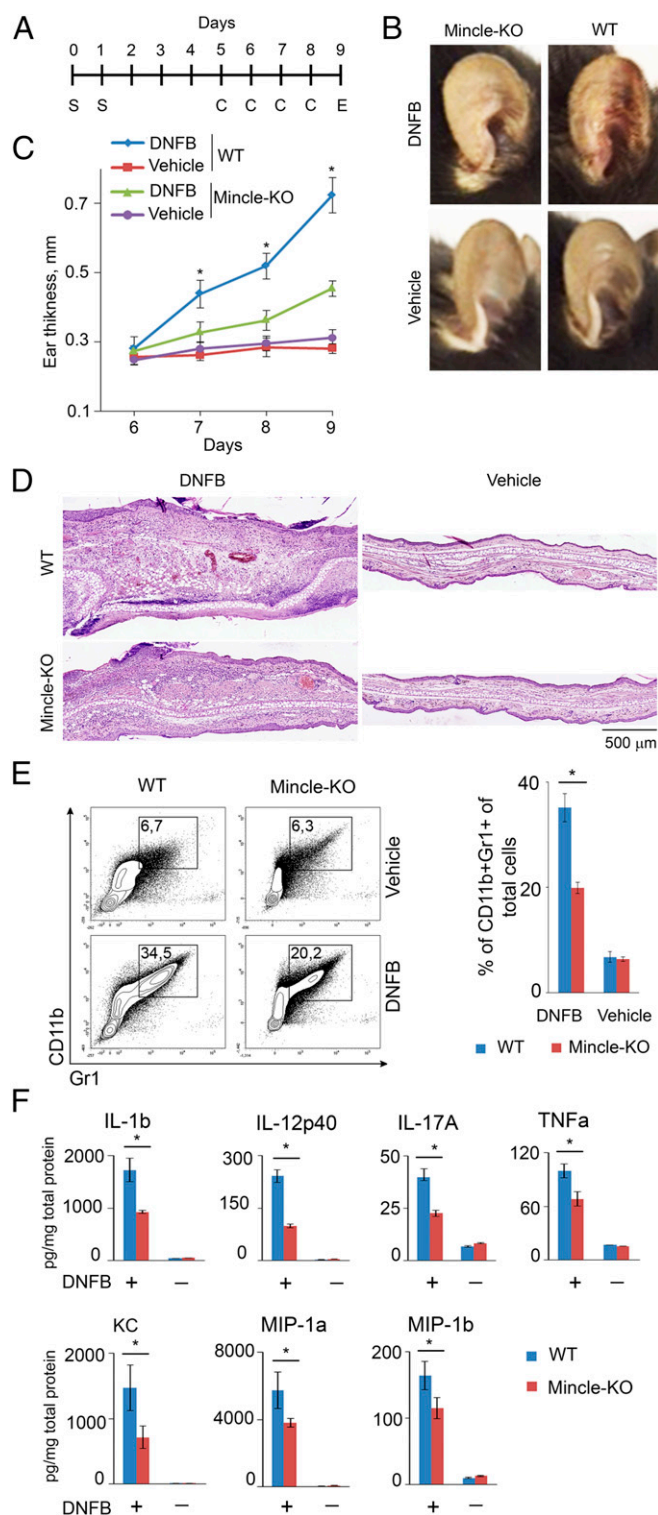 A
Days
0 1 2 3 4 5 6 7 8 9
S S C C C C E
B
Mincle-KO WT
DNFB
Vehicle
C
DNFB
Vehicle
WT
DNFB
Vehicle
Mincle-KO
Ear thikness, mm
0.7
0.5
0.3
0.1
* * *
6 7 8 9
Days
D
DNFB Vehicle
WT
Mincle-KO
500 µm
E
WT Mincle-KO
6,7 6,3
Vehicle
34,5 20,2
DNFB
CD11b
Gr1
% of CD11b+Gr1+ of
total cells
40
20
0
*
DNFB Vehicle
WT Mincle-KO
F
IL-1b IL-12p40 IL-17A TNFa
pg/mg total protein
2000
1000
0
*
300
150
0
*
50
25
0
*
120
60
0
*
DNFB + − + − + − + −
KC MIP-1a MIP-1b
pg/mg total protein
2000
1000
0
*
8000
4000
0
*
200
100
0
*
DNFB + − + − + −
WT
Mincle-KO